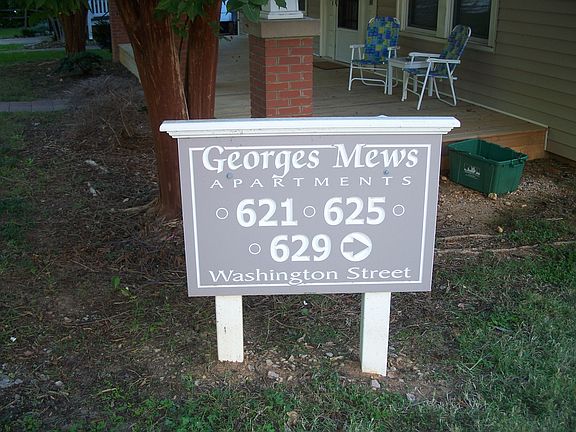 Georges Mews
APARTMENTS
621 625
629
Washington Street